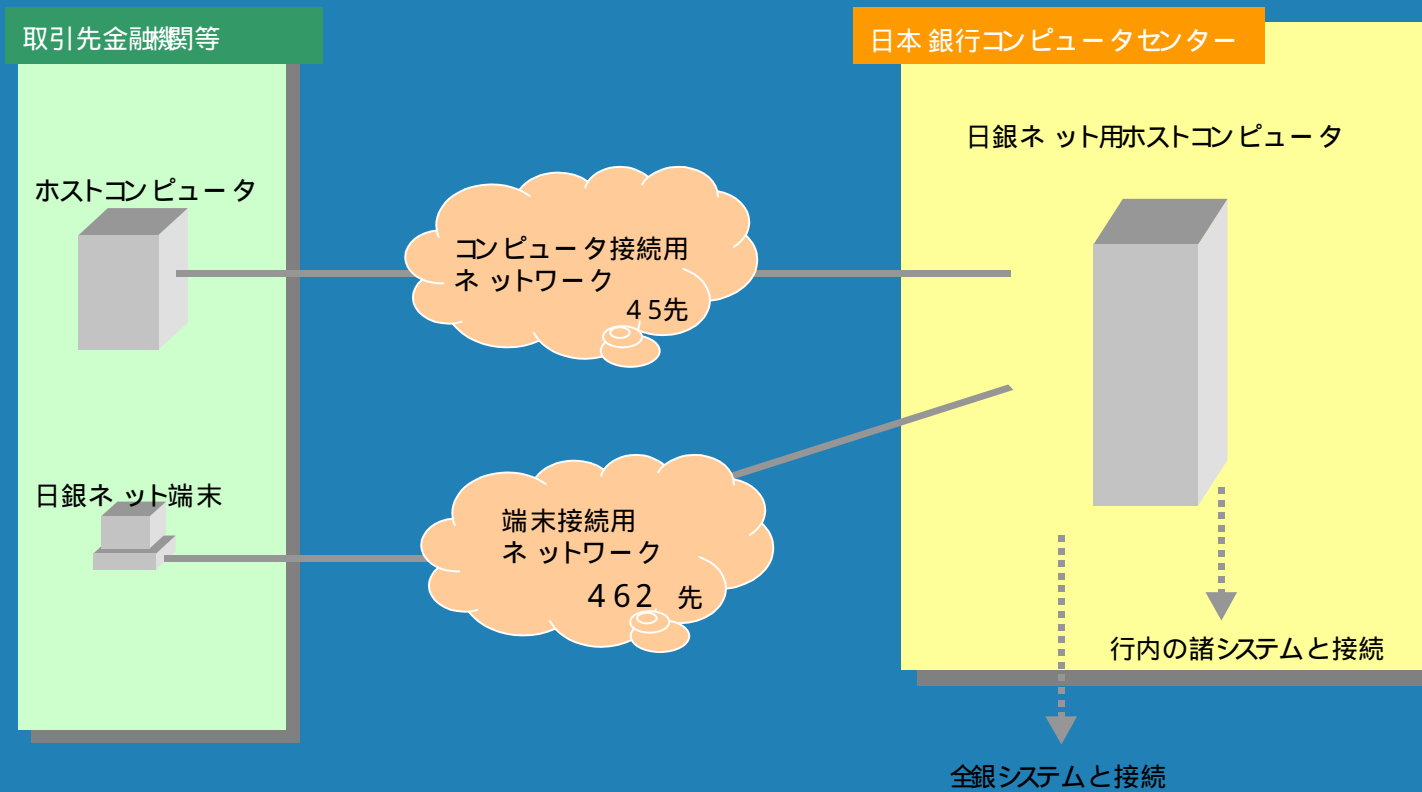 取引先金融機関等
日本銀行コンピュータセンター
日銀ネット用ホストコンピュータ
ホストコンピュータ
コンピュータ接続用
ネットワーク
45先
日銀ネット端末
端末接続用
ネットワーク
462 先
行内の諸システムと接続
全銀システムと接続